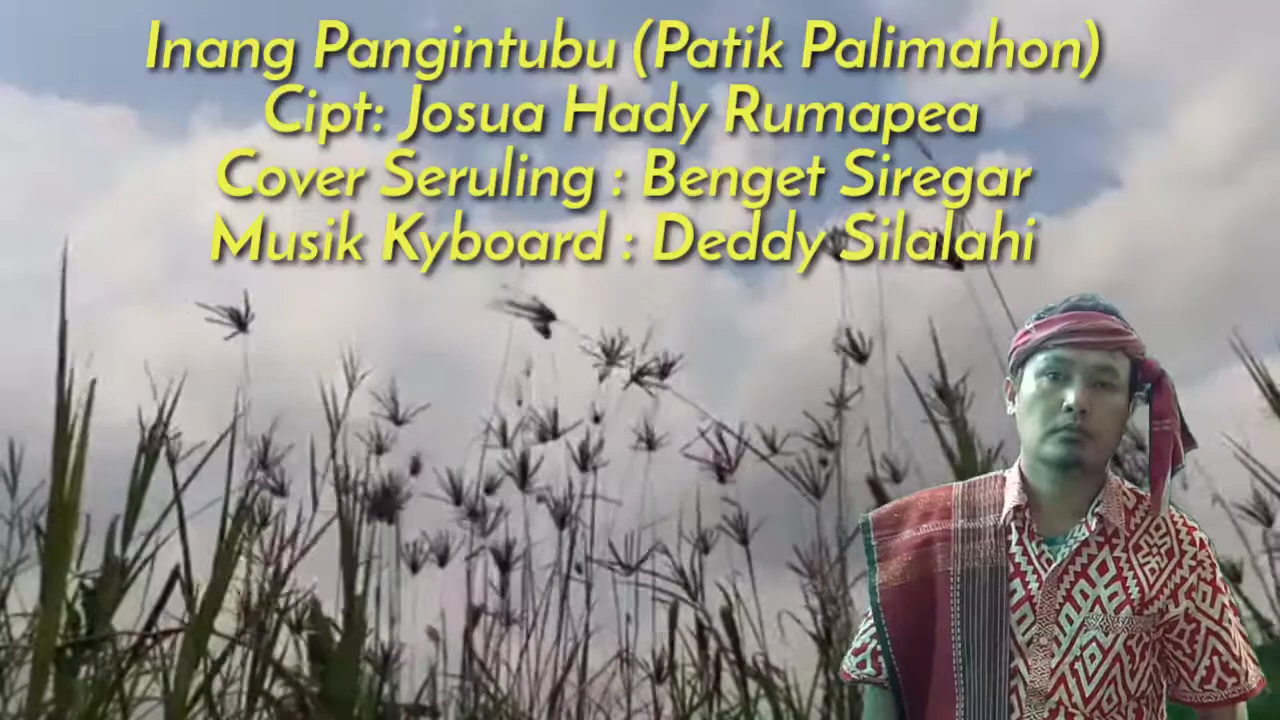 Inang Pangintubu (Patik Palimahon)
Cipt: Josua Hady Rumapea
Cover Seruling : Benget Siregar
Musik Kyboard : Deddy Silalahi